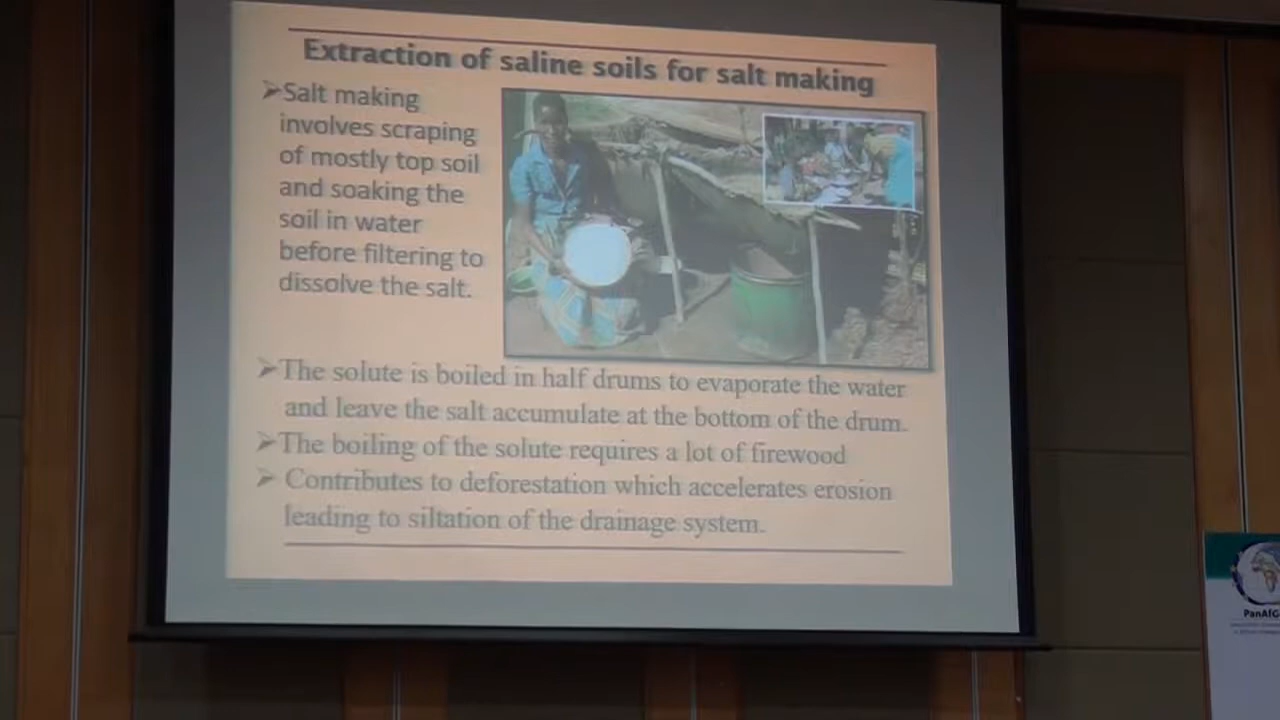 Extraction of saline soils for salt making
➢Salt making
involves scraping
of mostly top soil
and soaking the
soil in water
before filtering to
dissolve the salt.
➢The solute is boiled in half drums to evaporate the water
and leave the salt accumulate at the bottom of the drum.
➢The boiling of the solute requires a lot of firewood
➢ Contributes to deforestation which accelerates erosion
leading to siltation of the drainage system.
PanAfG